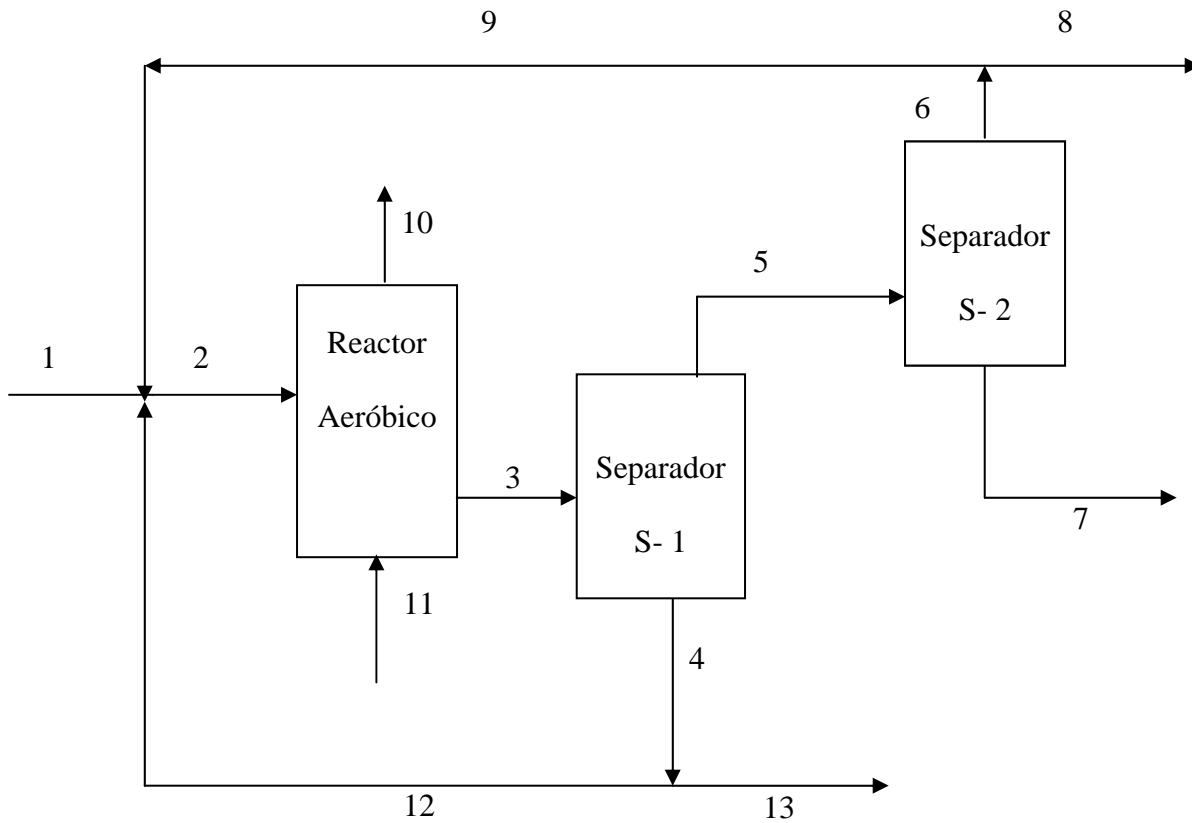 9
8
6
10
Separador
S- 2
5
1
2
Reactor
Aeróbico
3
Separador
S- 1
7
11
4
12
13